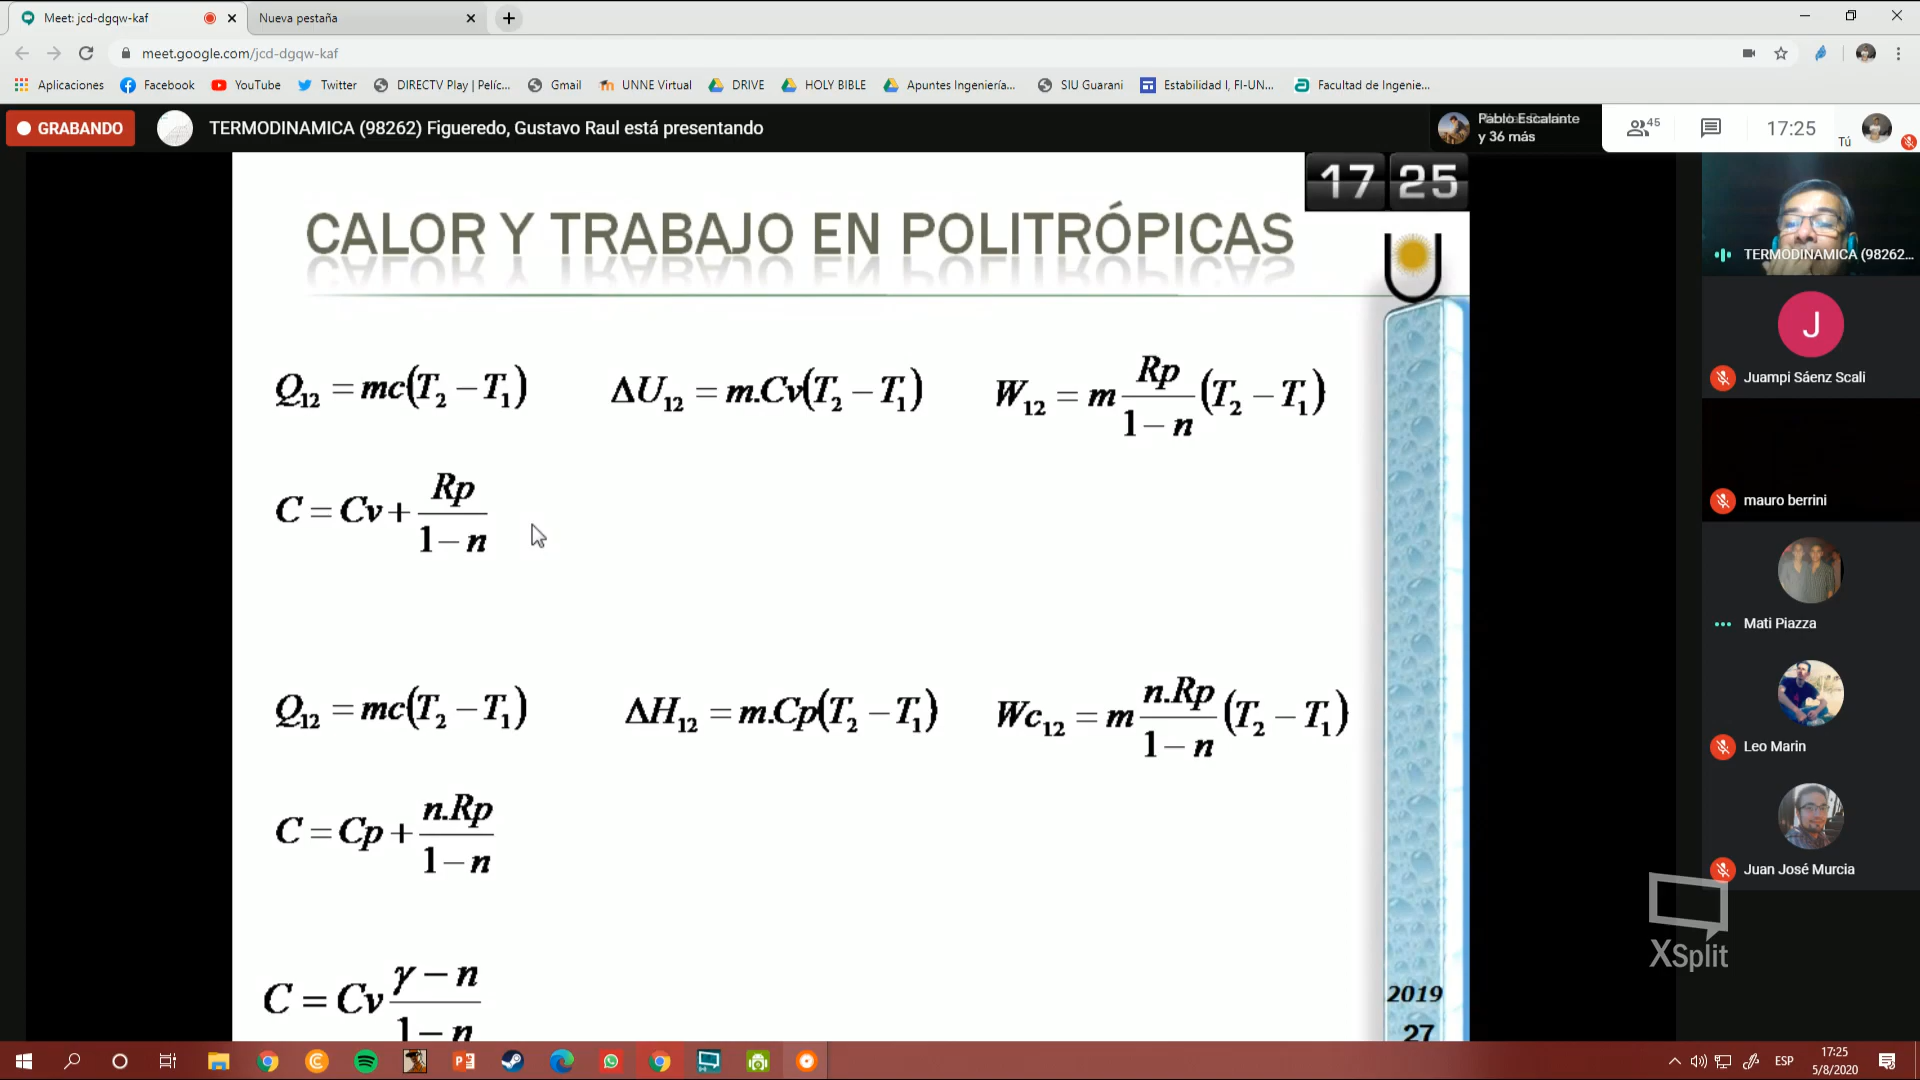 Meet: jcd-dgqw-kaf
Nueva pestaña
meet.google.com/jcd-dgqw-kaf
Aplicaciones Facebook YouTube Twitter DIRECTV Play | Pelíc... Gmail UNNE Virtual DRIVE HOLY BIBLE Apuntes Ingeniería... SIU Guarani Estabilidad I, FI-UN... Facultad de Ingenie...
GRABANDO
TERMODINAMICA (98262) Figueredo, Gustavo Raul está presentando
Pablo Escalante
y 36 más
45
17:25
Tú
17 25
CALOR Y TRABAJO EN POLITRÓPICAS
Q₁₂ = mc(T₂ − T₁) ΔU₁₂ = m.Cv(T₂ − T₁) W₁₂ = m Rp/(1 − n) (T₂ − T₁)
C = Cv + Rp/(1 − n)
Q₁₂ = mc(T₂ − T₁) ΔH₁₂ = m.Cp(T₂ − T₁) Wc₁₂ = m n.Rp/(1 − n) (T₂ − T₁)
C = Cp + n.Rp/(1 − n)
C = Cv (γ − n)/(1 − n)
2019
27
TERMODINAMICA (98262...
J
Juampi Sáenz Scali
mauro berrini
Mati Piazza
Leo Marin
Juan José Murcia
XSplit
ESP
17:25
5/8/2020